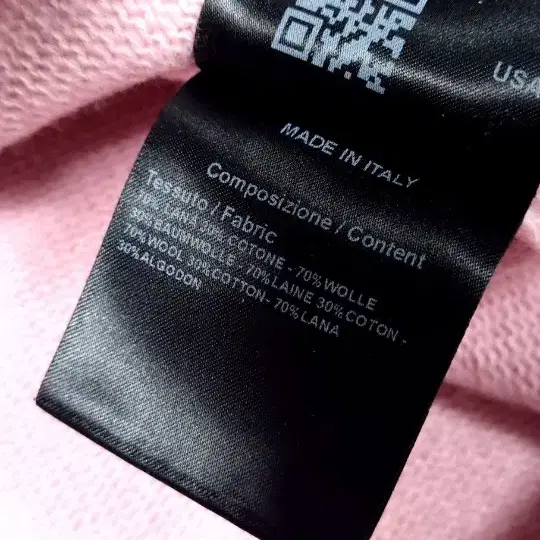 USA
MADE IN ITALY
Composizione / Content
Tessuto / Fabric
70% LANA 30% COTONE - 70% WOLLE
30% BAUMWOLLE - 70% LAINE 30% COTON -
70% WOOL 30% COTTON- 70% LANA
30% ALGODON